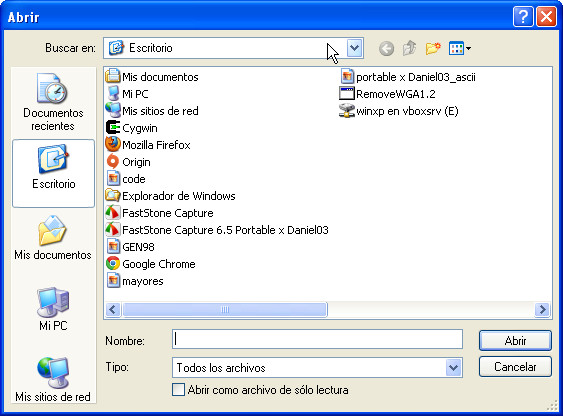 Abrir
Buscar en: Escritorio
Documentos
recientes
Escritorio
Mis documentos
Mi PC
Mis sitios de red
Mis documentos
Mi PC
Mis sitios de red
Cygwin
Mozilla Firefox
Origin
code
Explorador de Windows
FastStone Capture
FastStone Capture 6.5 Portable x Daniel03
GEN98
Google Chrome
mayores
portable x Daniel03_ascii
RemoveWGA1.2
winxp en vboxsrv (E)
Nombre:
Abrir
Tipo: Todos los archivos
Cancelar
Abrir como archivo de sólo lectura